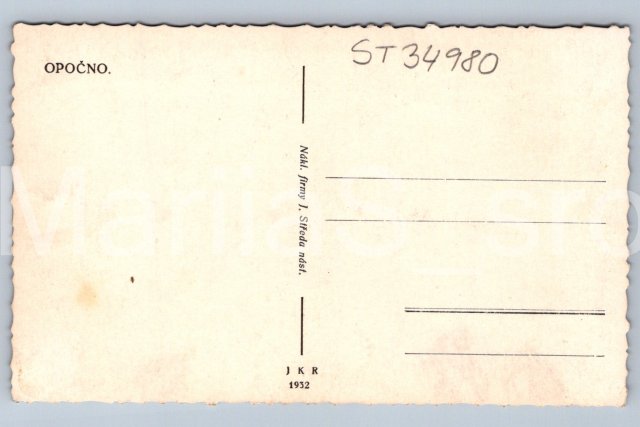 ST34980
OPOČNO.
Nákl. firmy J. Středa nást.
J K R
1932